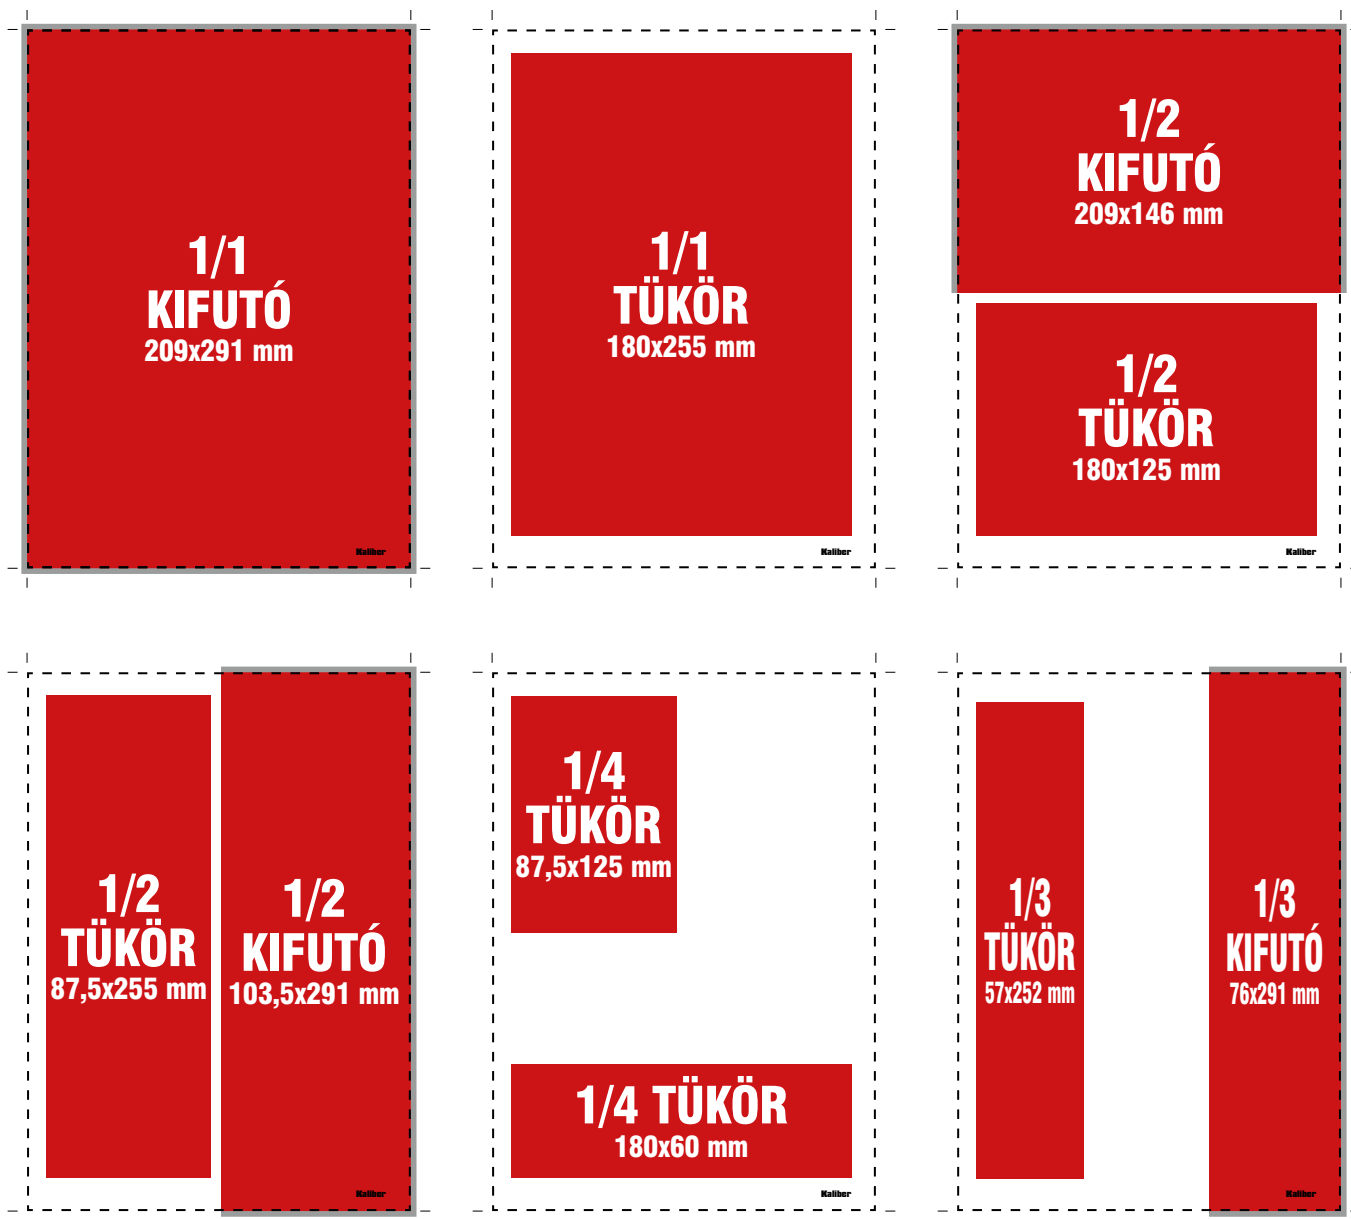 1/1
KIFUTÓ
209x291 mm
Kaliber
1/1
TÜKÖR
180x255 mm
Kaliber
1/2
KIFUTÓ
209x146 mm
1/2
TÜKÖR
180x125 mm
Kaliber
1/2
TÜKÖR
87,5x255 mm
1/2
KIFUTÓ
103,5x291 mm
Kaliber
1/4
TÜKÖR
87,5x125 mm
1/4 TÜKÖR
180x60 mm
Kaliber
1/3
TÜKÖR
57x252 mm
1/3
KIFUTÓ
76x291 mm
Kaliber